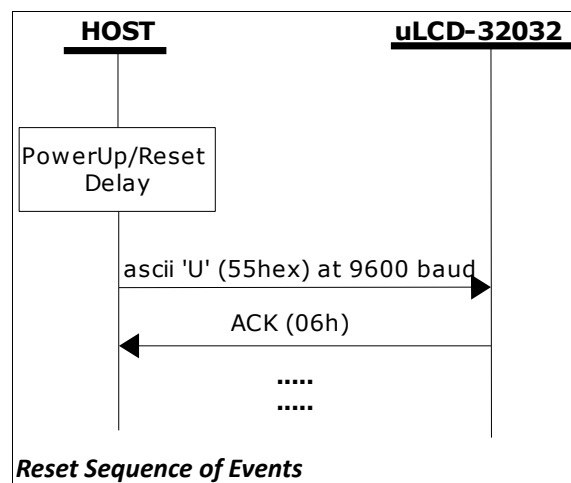 HOST
uLCD-32032
PowerUp/Reset
Delay
ascii 'U' (55hex) at 9600 baud
ACK (06h)
.....
.....
Reset Sequence of Events